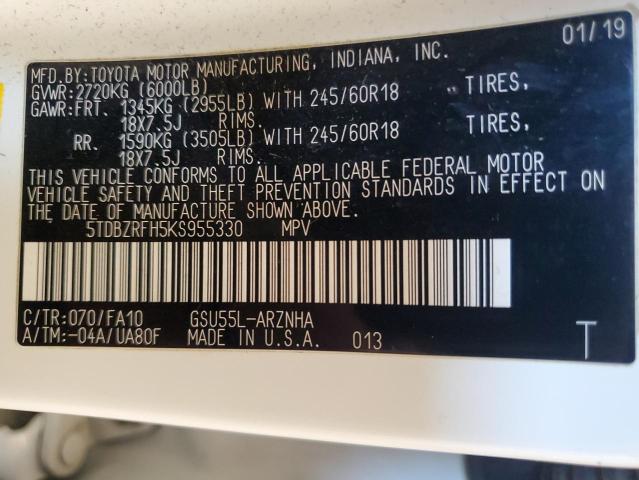 01/19
MFD.BY:TOYOTA MOTOR MANUFACTURING, INDIANA, INC.
GVWR:2720KG (6000LB)
GAWR:FRT. 1345KG (2955LB) WITH 245/60R18 TIRES,
18X7.5J RIMS.
RR. 1590KG (3505LB) WITH 245/60R18 TIRES,
18X7.5J RIMS.
THIS VEHICLE CONFORMS TO ALL APPLICABLE FEDERAL MOTOR
VEHICLE SAFETY AND THEFT PREVENTION STANDARDS IN EFFECT ON
THE DATE OF MANUFACTURE SHOWN ABOVE.
5TDBZRFH5KS955330 MPV
C/TR:070/FA10 GSU55L-ARZNHA
A/TM:-04A/UA80F MADE IN U.S.A. 013 T